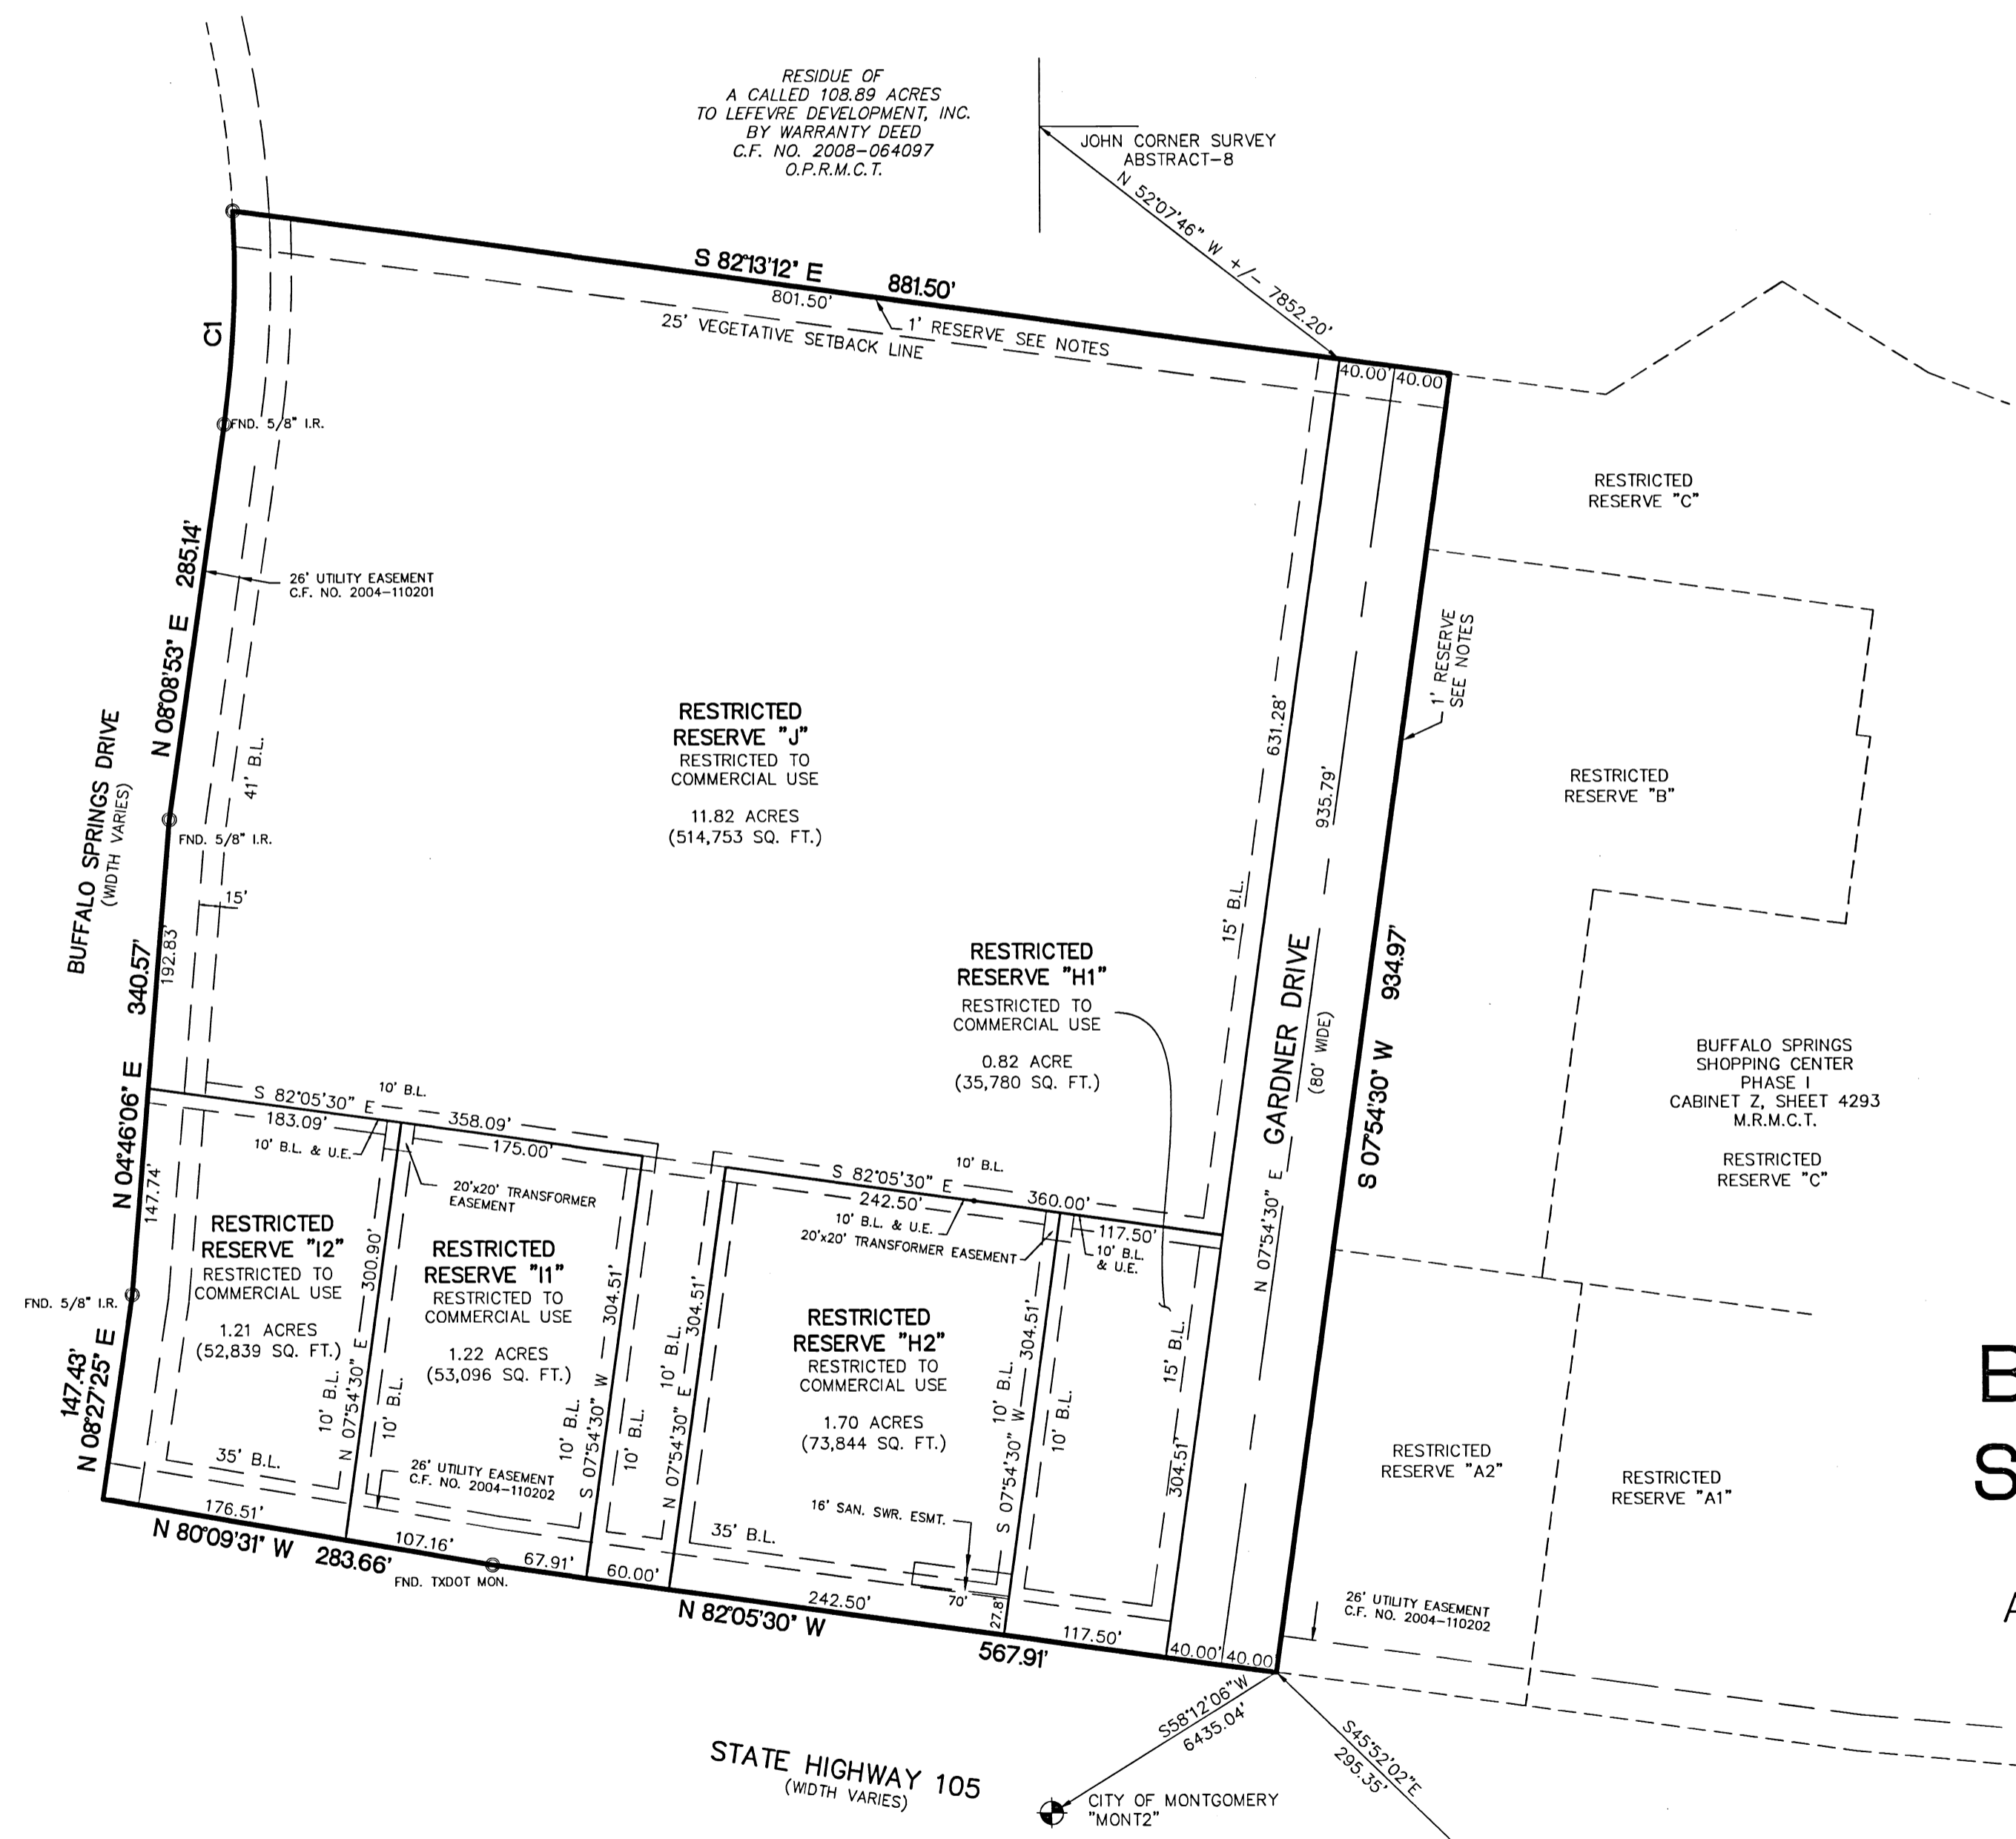 RESIDUE OF
A CALLED 108.89 ACRES
TO LEFEVRE DEVELOPMENT, INC.
BY WARRANTY DEED
C.F. NO. 2008-064097
O.P.R.M.C.T.
JOHN CORNER SURVEY
ABSTRACT-8
N 52°07'46" W +/- 7852.20'
S 82°13'12" E 881.50'
801.50'
1' RESERVE SEE NOTES
25' VEGETATIVE SETBACK LINE
40.00'
40.00
C1
FND. 5/8" I.R.
RESTRICTED
RESERVE "C"
N 08°08'53" E 285.14'
26' UTILITY EASEMENT
C.F. NO. 2004-110201
41' B.L.
BUFFALO SPRINGS DRIVE
(WIDTH VARIES)
FND. 5/8" I.R.
15'
RESTRICTED
RESERVE "J"
RESTRICTED TO
COMMERCIAL USE
11.82 ACRES
(514,753 SQ. FT.)
631.28'
935.79'
15' B.L.
1' RESERVE
SEE NOTES
RESTRICTED
RESERVE "B"
GARDNER DRIVE
(80' WIDE)
N 07°54'30" E
S 07°54'30" W 934.97'
RESTRICTED
RESERVE "H1"
RESTRICTED TO
COMMERCIAL USE
0.82 ACRE
(35,780 SQ. FT.)
BUFFALO SPRINGS
SHOPPING CENTER
PHASE I
CABINET Z, SHEET 4293
M.R.M.C.T.
RESTRICTED
RESERVE "C"
N 04°46'06" E 340.57'
192.83'
147.74'
S 82°05'30" E
10' B.L.
358.09'
183.09'
175.00'
10' B.L. & U.E.
20'x20' TRANSFORMER
EASEMENT
S 82°05'30" E
10' B.L.
360.00'
242.50'
117.50'
10' B.L. & U.E.
20'x20' TRANSFORMER EASEMENT
10' B.L.
& U.E.
RESTRICTED
RESERVE "I2"
RESTRICTED TO
COMMERCIAL USE
1.21 ACRES
(52,839 SQ. FT.)
10' B.L.
N 07°54'30" E
300.90'
10' B.L.
RESTRICTED
RESERVE "I1"
RESTRICTED TO
COMMERCIAL USE
1.22 ACRES
(53,096 SQ. FT.)
10' B.L.
S 07°54'30" W
304.51'
10' B.L.
N 07°54'30" E
10' B.L.
10' B.L.
304.51'
RESTRICTED
RESERVE "H2"
RESTRICTED TO
COMMERCIAL USE
1.70 ACRES
(73,844 SQ. FT.)
S 07°54'30" W
10' B.L.
304.51'
10' B.L.
15' B.L.
304.51'
FND. 5/8" I.R.
147.43'
N 08°27'25" E
35' B.L.
26' UTILITY EASEMENT
C.F. NO. 2004-110202
16' SAN. SWR. ESMT.
35' B.L.
70'
27.8'
176.51'
107.16'
67.91'
60.00'
242.50'
117.50'
40.00'
40.00
N 80°09'31" W 283.66'
FND. TXDOT MON.
N 82°05'30" W
567.91'
RESTRICTED
RESERVE "A2"
RESTRICTED
RESERVE "A1"
B
S
A
26' UTILITY EASEMENT
C.F. NO. 2004-110202
S58°12'06"W
6435.04'
S45°52'02"E
295.35'
STATE HIGHWAY 105
(WIDTH VARIES)
CITY OF MONTGOMERY
"MONT2"